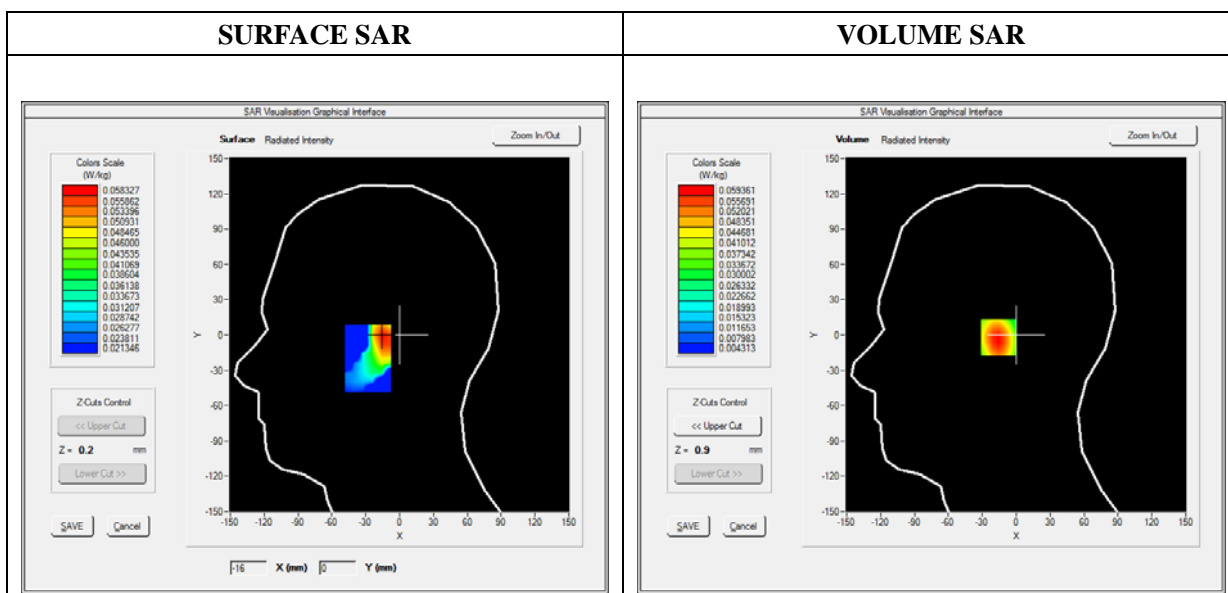 SURFACE SAR
VOLUME SAR
SAR Visualisation Graphical Interface
Surface Radiated Intensity
Zoom In/Out
Colors Scale
(W/kg)
0.058327
0.055862
0.053396
0.050931
0.048465
0.046000
0.043535
0.041069
0.038604
0.036138
0.033673
0.031207
0.028742
0.026277
0.023811
0.021346
Z-Cuts Control
<< Upper Cut
Z = 0.2 mm
Lower Cut >>
SAVE Cancel
150
120
90
60
30
0
-30
-60
-90
-120
-150
Y
-150 -120 -90 -60 -30 0 30 60 90 120 150
X
-16 X (mm) 0 Y (mm)
SAR Visualisation Graphical Interface
Volume Radiated Intensity
Zoom In/Out
Colors Scale
(W/kg)
0.059361
0.055691
0.052021
0.048351
0.044681
0.041012
0.037342
0.033672
0.030002
0.026332
0.022662
0.018993
0.015323
0.011653
0.007983
0.004313
Z-Cuts Control
<< Upper Cut
Z = 0.9 mm
Lower Cut >>
SAVE Cancel
150
120
90
60
30
0
-30
-60
-90
-120
-150
Y
-150 -120 -90 -60 -30 0 30 60 90 120 150
X